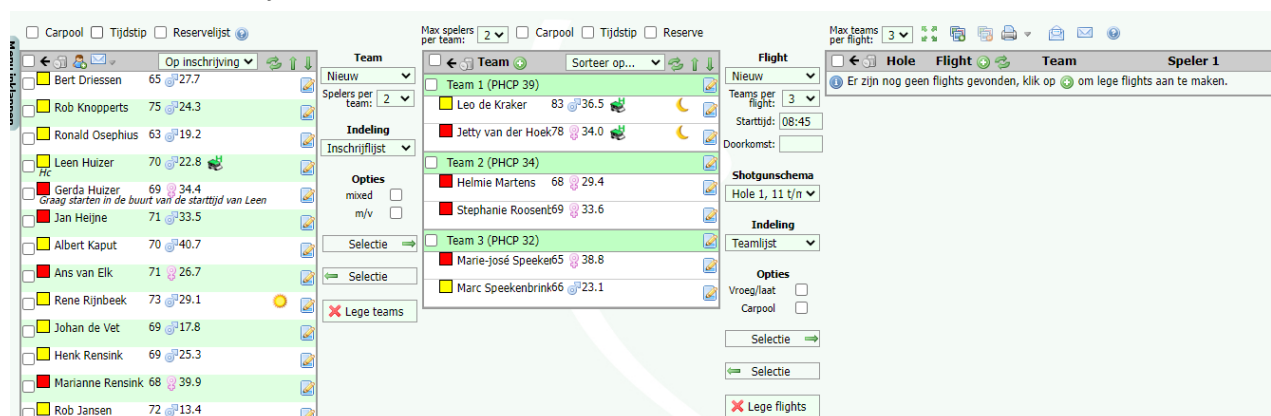 Carpool Tijdstip Reservelijst
Op inschrijving
Bert Driessen 65 27.7
Rob Knopperts 75 24.3
Ronald Osephius 63 19.2
Leen Huizer 70 22.8
Hc
Gerda Huizer 69 34.4
Graag starten in de buurt van de starttijd van Leen
Jan Heijne 71 33.5
Albert Kaput 70 40.7
Ans van Elk 71 26.7
Rene Rijnbeek 73 29.1
Johan de Vet 69 17.8
Henk Rensink 69 25.3
Marianne Rensink 68 39.9
Rob Jansen 72 13.4
Team
Nieuw
Spelers per
team: 2
Indeling
Inschrijflijst
Opties
mixed
m/v
Selectie
Selectie
Lege teams
Max spelers
per team: 2 Carpool Tijdstip Reserve
Team Sorteer op...
Team 1 (PHCP 39)
Leo de Kraker 83 36.5
Jetty van der Hoek 78 34.0
Team 2 (PHCP 34)
Helmie Martens 68 29.4
Stephanie Roosenb 69 33.6
Team 3 (PHCP 32)
Marie-josé Speeke 65 38.8
Marc Speekenbrink 66 23.1
Flight
Nieuw
Teams per
flight: 3
Starttijd: 08:45
Doorkomst:
Shotgunschema
Hole 1, 11 t/m
Indeling
Teamlijst
Opties
Vroeg/laat
Carpool
Selectie
Selectie
Lege flights
Max teams
per flight: 3
Hole Flight Team Speler 1
Er zijn nog geen flights gevonden, klik op om lege flights aan te maken.